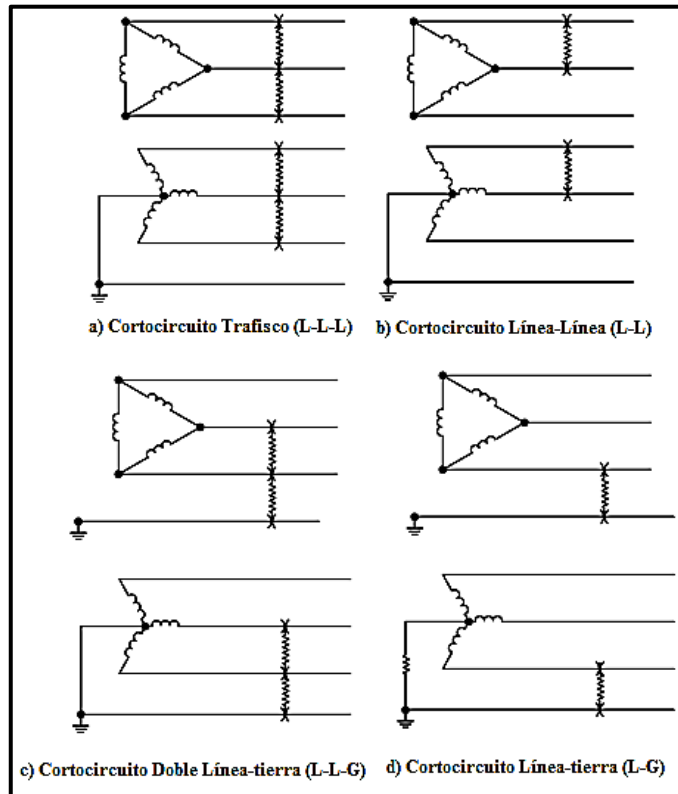 a) Cortocircuito Trafisco (L-L-L)
b) Cortocircuito Línea-Línea (L-L)
c) Cortocircuito Doble Línea-tierra (L-L-G)
d) Cortocircuito Línea-tierra (L-G)